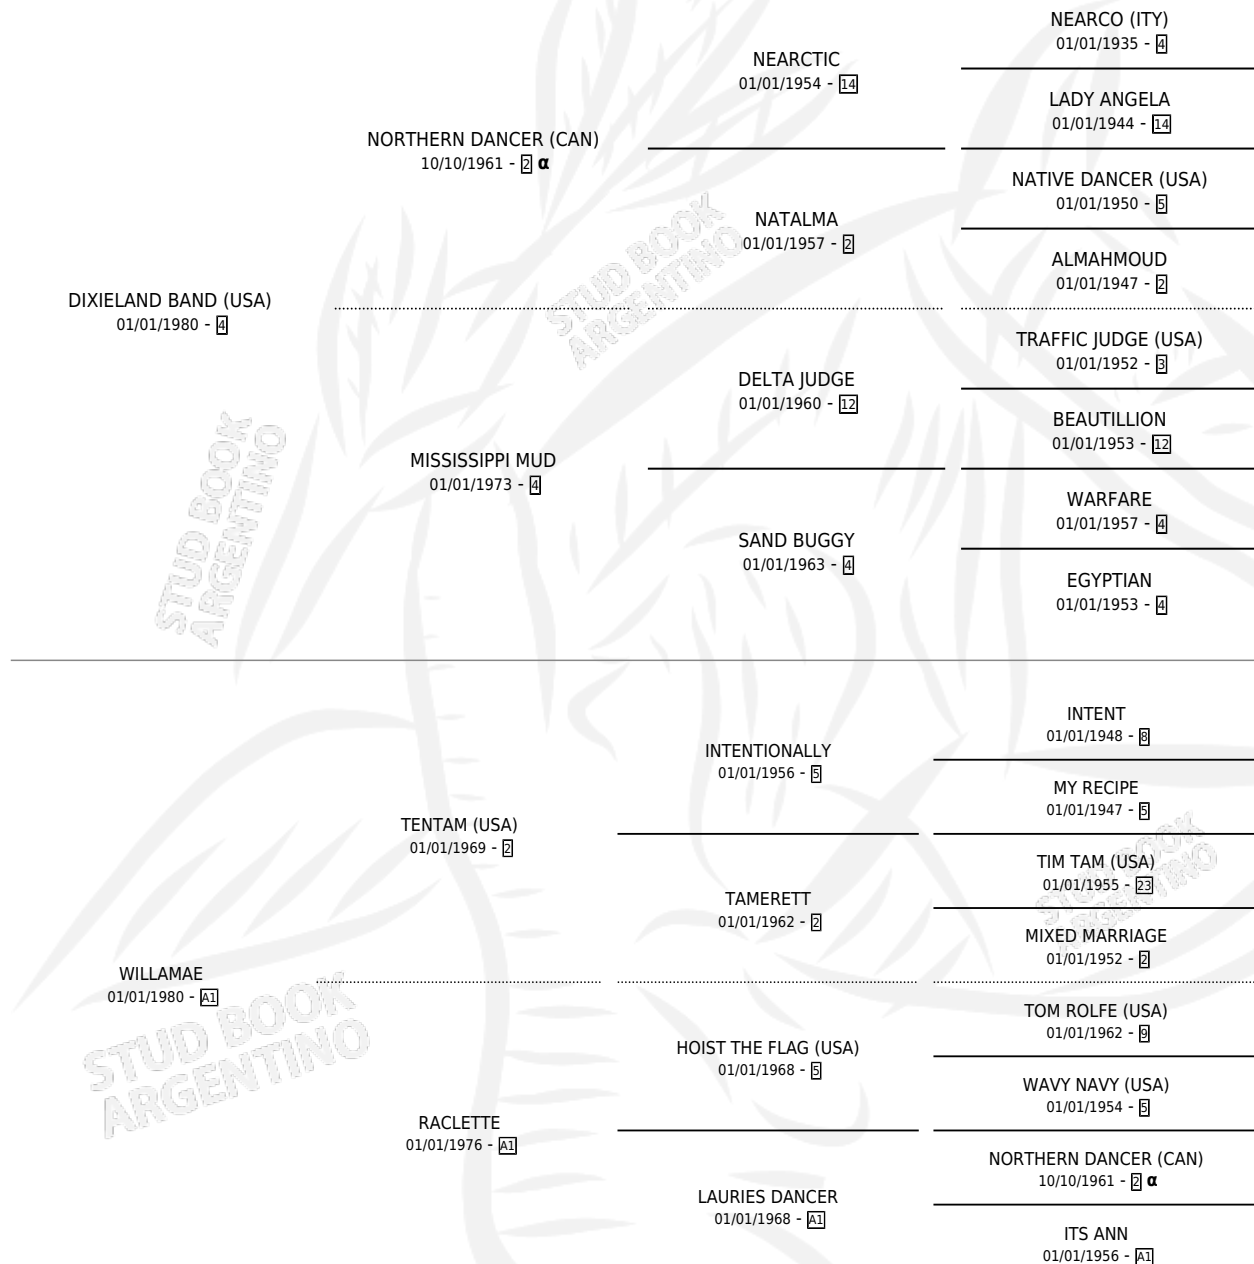 NEARCO (ITY)
01/01/1935 - 4
NEARCTIC
01/01/1954 - 14
LADY ANGELA
01/01/1944 - 14
NORTHERN DANCER (CAN)
10/10/1961 - 2 α
NATIVE DANCER (USA)
01/01/1950 - 5
NATALMA
01/01/1957 - 2
ALMAHMOUD
01/01/1947 - 2
DIXIELAND BAND (USA)
01/01/1980 - 4
STUD BOOK
ARGENTINO
TRAFFIC JUDGE (USA)
01/01/1952 - 3
DELTA JUDGE
01/01/1960 - 12
BEAUTILLION
01/01/1953 - 12
MISSISSIPPI MUD
01/01/1973 - 4
WARFARE
01/01/1957 - 4
SAND BUGGY
01/01/1963 - 4
EGYPTIAN
01/01/1953 - 4
STUD BOOK
ARGENTINO
INTENT
01/01/1948 - 8
INTENTIONALLY
01/01/1956 - 5
MY RECIPE
01/01/1947 - 5
TENTAM (USA)
01/01/1969 - 2
TIM TAM (USA)
01/01/1955 - 23
STUD BOOK
ARGENTINO
TAMERETT
01/01/1962 - 2
MIXED MARRIAGE
01/01/1952 - 2
WILLAMAE
01/01/1980 - A1
STUD BOOK
ARGENTINO
TOM ROLFE (USA)
01/01/1962 - 9
HOIST THE FLAG (USA)
01/01/1968 - 5
WAVY NAVY (USA)
01/01/1954 - 5
RACLETTE
01/01/1976 - A1
NORTHERN DANCER (CAN)
10/10/1961 - 2 α
LAURIES DANCER
01/01/1968 - A1
ITS ANN
01/01/1956 - A1